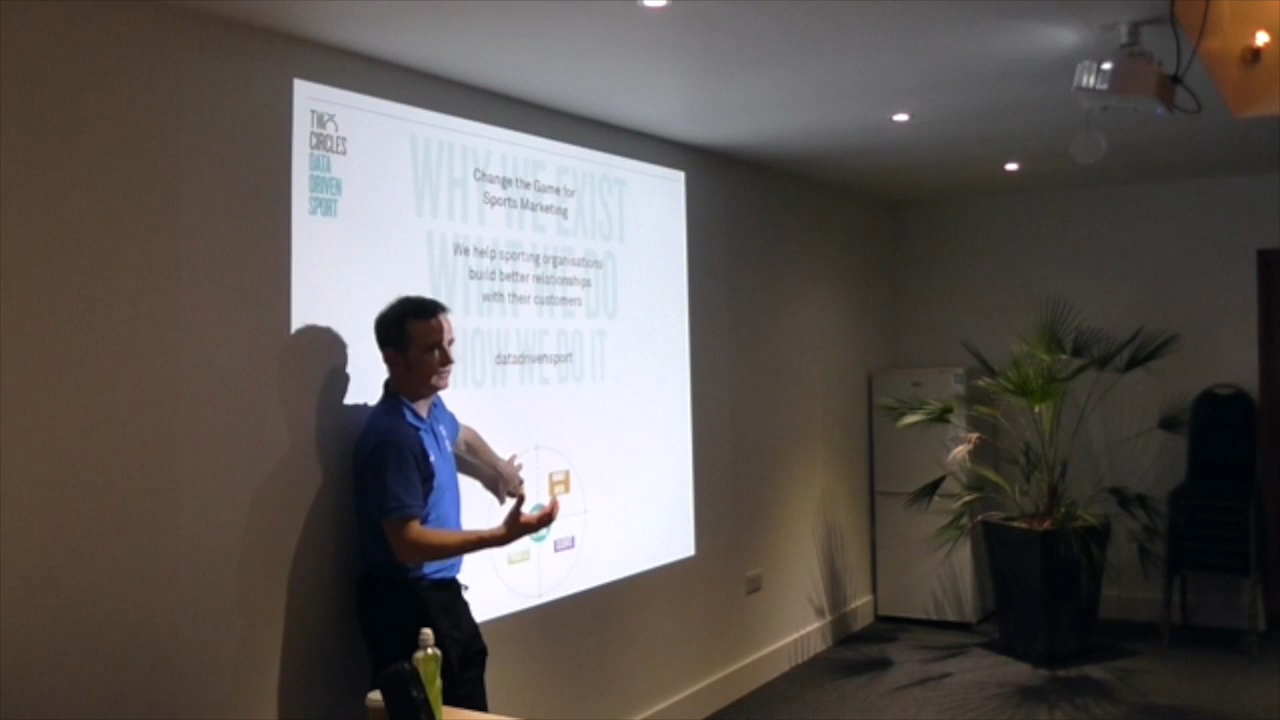 TWO
CIRCLES
DATA
DRIVEN
SPORT
WHY WE EXIST
Change the Game for
Sports Marketing
WHAT WE DO
We help sporting organisations
build better relationships
with their customers
HOW WE DO IT
datadrivensport